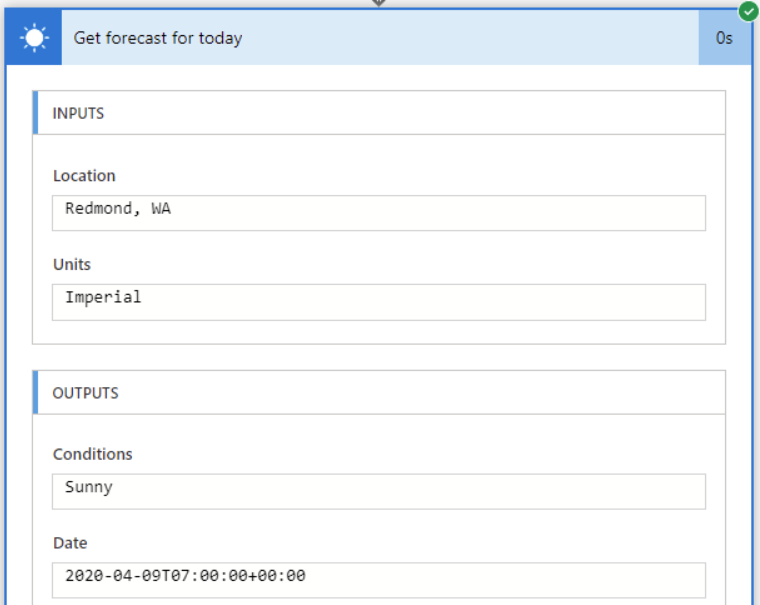 Get forecast for today
0s
INPUTS
Location
Redmond, WA
Units
Imperial
OUTPUTS
Conditions
Sunny
Date
2020-04-09T07:00:00+00:00